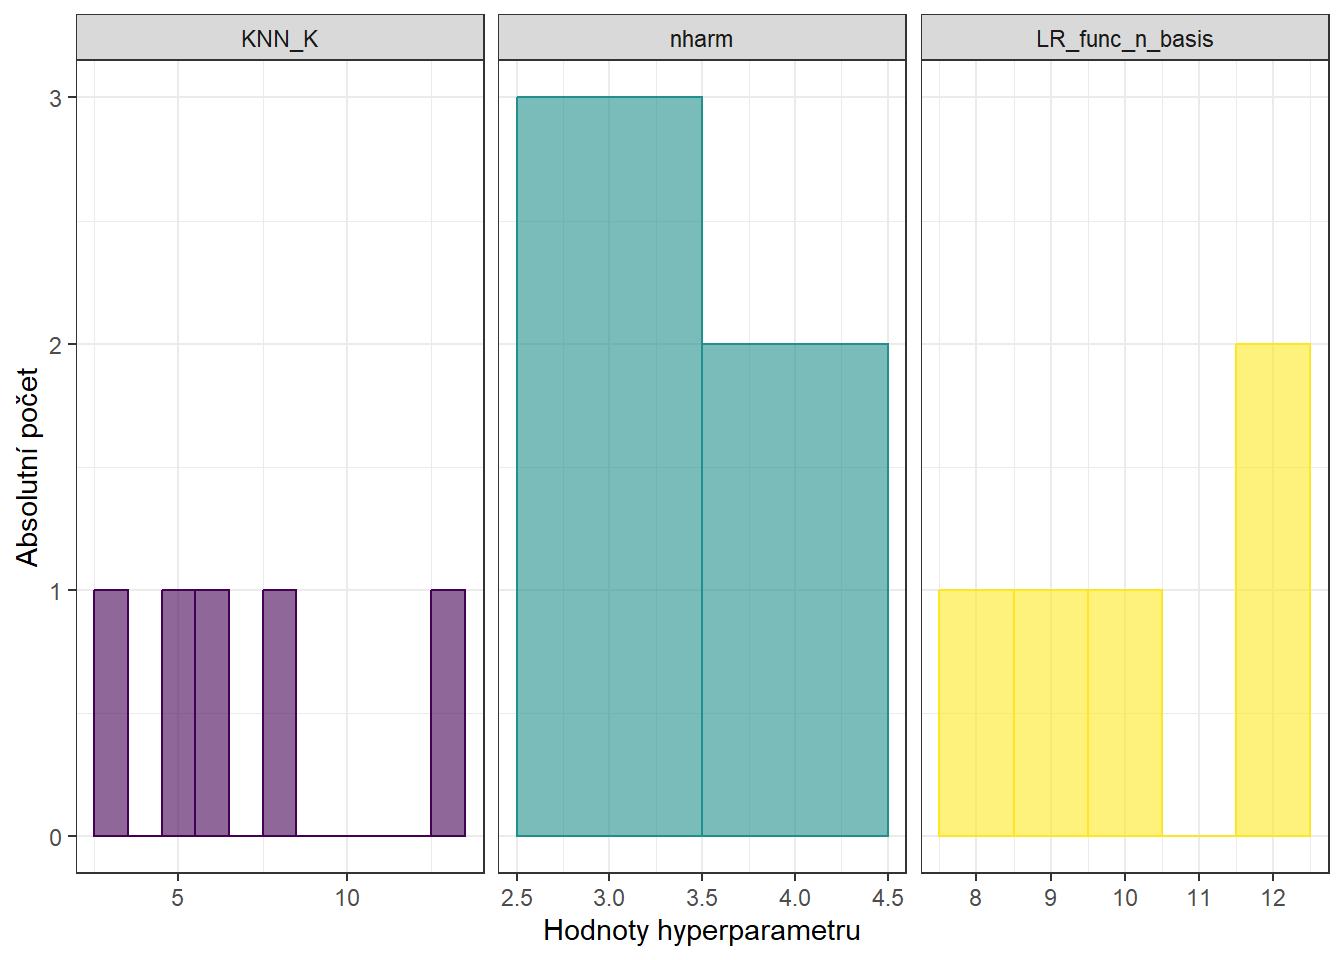 KNN_K
nharm
LR_func_n_basis
Absolutní počet
3
2
1
0
5 10
2.5 3.0 3.5 4.0 4.5
8 9 10 11 12
Hodnoty hyperparametru